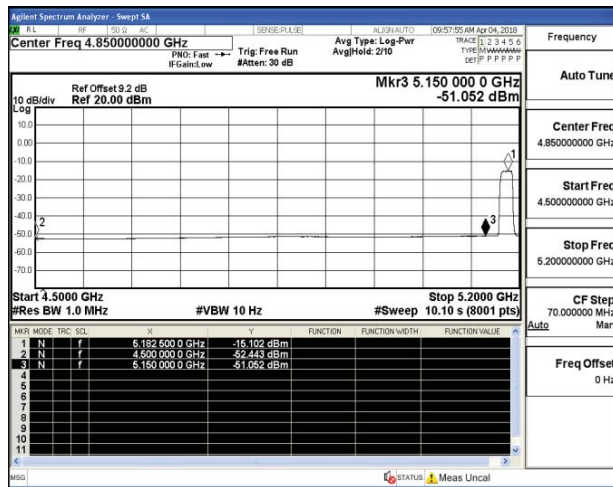 Agilent Spectrum Analyzer - Swept SA
RL RF 50 Ω AC SENSE:PULSE ALIGNAUTO 09:57:55 AM Apr 04, 2018
Center Freq 4.850000000 GHz
PNO: Fast
IFGain:Low
Trig: Free Run
#Atten: 30 dB
Avg Type: Log-Pwr
Avg|Hold: 2/10
TRACE 1 2 3 4 5 6
TYPE
DET P P P P P P
Ref Offset 9.2 dB
10 dB/div Ref 20.00 dBm
Log
Mkr3 5.150 000 0 GHz
-51.052 dBm
10.0
0.00
-10.0
-20.0
-30.0
-40.0
-50.0
-60.0
-70.0
1
2
3
Start 4.5000 GHz Stop 5.2000 GHz
#Res BW 1.0 MHz #VBW 10 Hz #Sweep 10.10 s (8001 pts)
MKR MODE TRC SCL X Y FUNCTION FUNCTION WIDTH FUNCTION VALUE
1 N f 5.182 500 0 GHz -15.102 dBm
2 N f 4.500 000 0 GHz -52.443 dBm
3 N f 5.150 000 0 GHz -51.052 dBm
4
5
6
7
8
9
10
11
MSG STATUS Meas Uncal
Frequency
Auto Tune
Center Freq
4.850000000 GHz
Start Freq
4.500000000 GHz
Stop Freq
5.200000000 GHz
CF Step
70.000000 MHz
Auto Man
Freq Offset
0 Hz